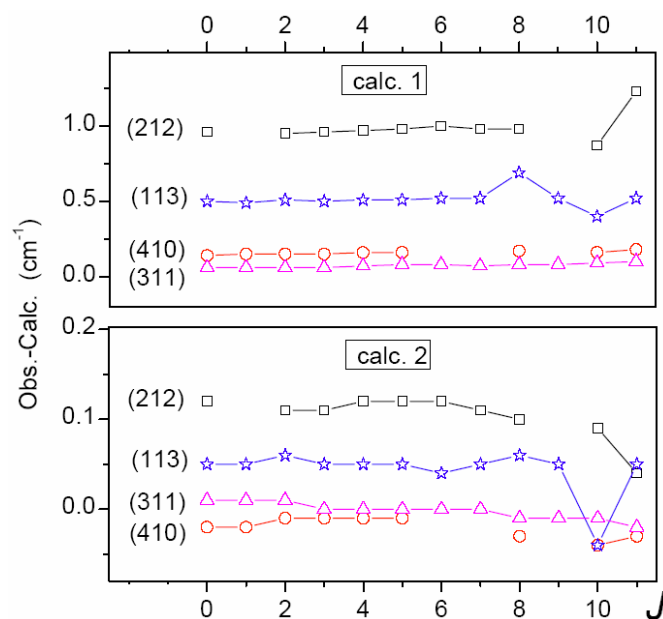 0 2 4 6 8 10
calc. 1
(212)
(113)
(410)
(311)
1.0
0.5
0.0
Obs.-Calc. (cm⁻¹)
calc. 2
(212)
(113)
(311)
(410)
0.2
0.1
0.0
0 2 4 6 8 10 J